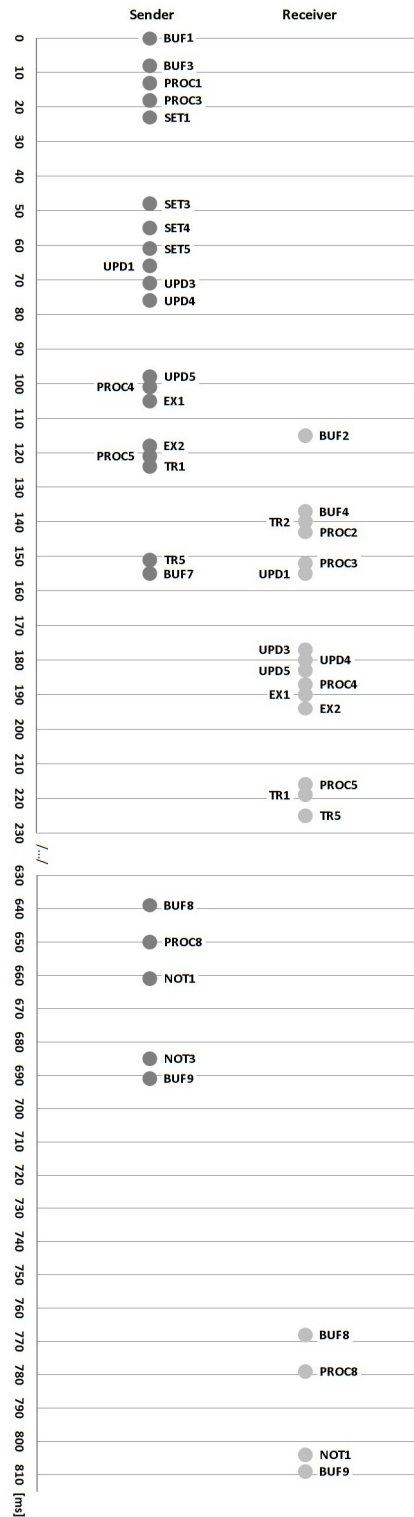 Sender Receiver
0 BUF1
BUF3
10
PROC1
PROC3
20
SET1
30
40
SET3
50
SET4
SET5
60
UPD1
70 UPD3
UPD4
80
90
UPD5
100
PROC4
EX1
110
BUF2
EX2
120
PROC5
TR1
130
BUF4
140
TR2
PROC2
150
TR5 PROC3
BUF7 UPD1
160
170
UPD3
180 UPD4
UPD5
PROC4
190 EX1
EX2
200
210
PROC5
TR1
220
TR5
230
/.../
630
BUF8
640
PROC8
650
NOT1
660
670
680
NOT3
BUF9
690
700
710
720
730
740
750
760
BUF8
770
PROC8
780
790
800
NOT1
BUF9
810
[ms]